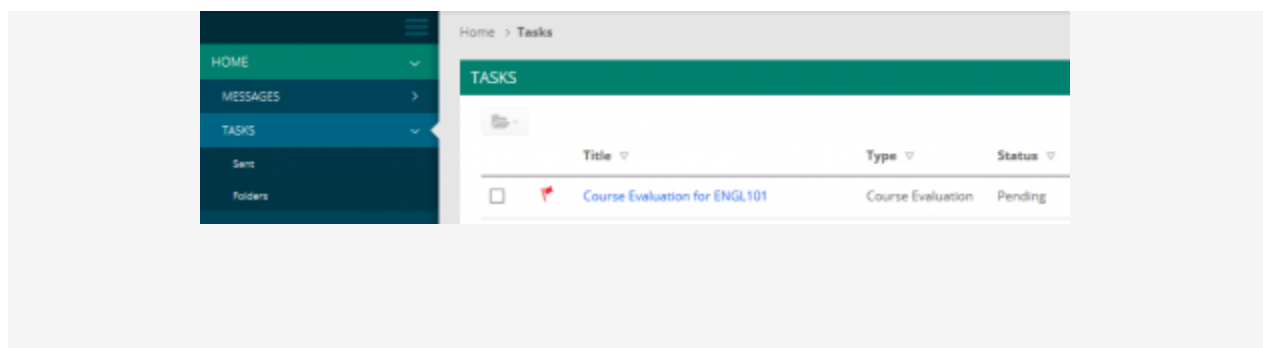 Home > Tasks
HOME
MESSAGES
TASKS
Sent
Folders
TASKS
Title Type Status
Course Evaluation for ENGL101 Course Evaluation Pending